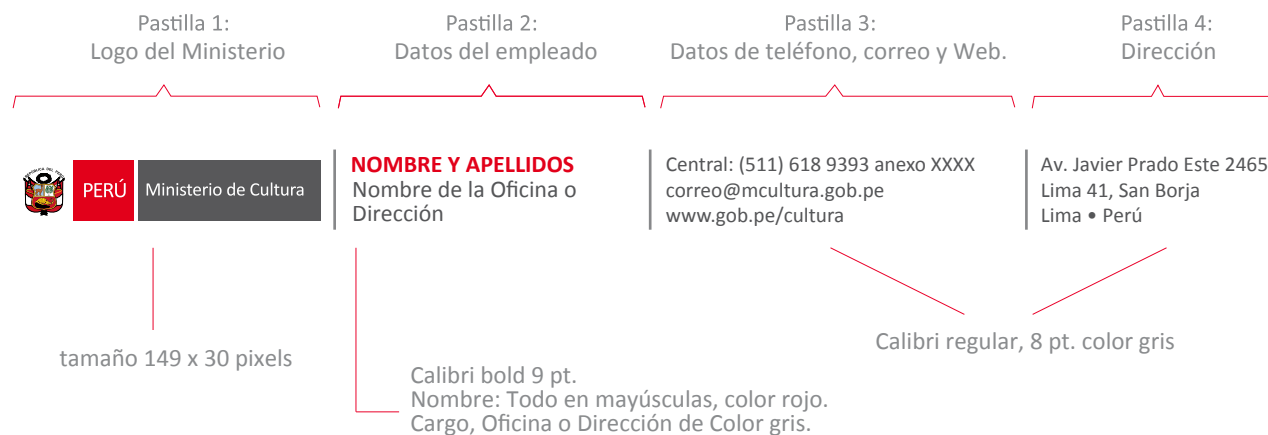 Pastilla 1:
Logo del Ministerio
Pastilla 2:
Datos del empleado
Pastilla 3:
Datos de teléfono, correo y Web.
Pastilla 4:
Dirección
PERÚ
Ministerio de Cultura
NOMBRE Y APELLIDOS
Nombre de la Oficina o
Dirección
Central: (511) 618 9393 anexo XXXX
correo@mcultura.gob.pe
www.gob.pe/cultura
Av. Javier Prado Este 2465
Lima 41, San Borja
Lima • Perú
tamaño 149 x 30 pixels
Calibri bold 9 pt.
Nombre: Todo en mayúsculas, color rojo.
Cargo, Oficina o Dirección de Color gris.
Calibri regular, 8 pt. color gris